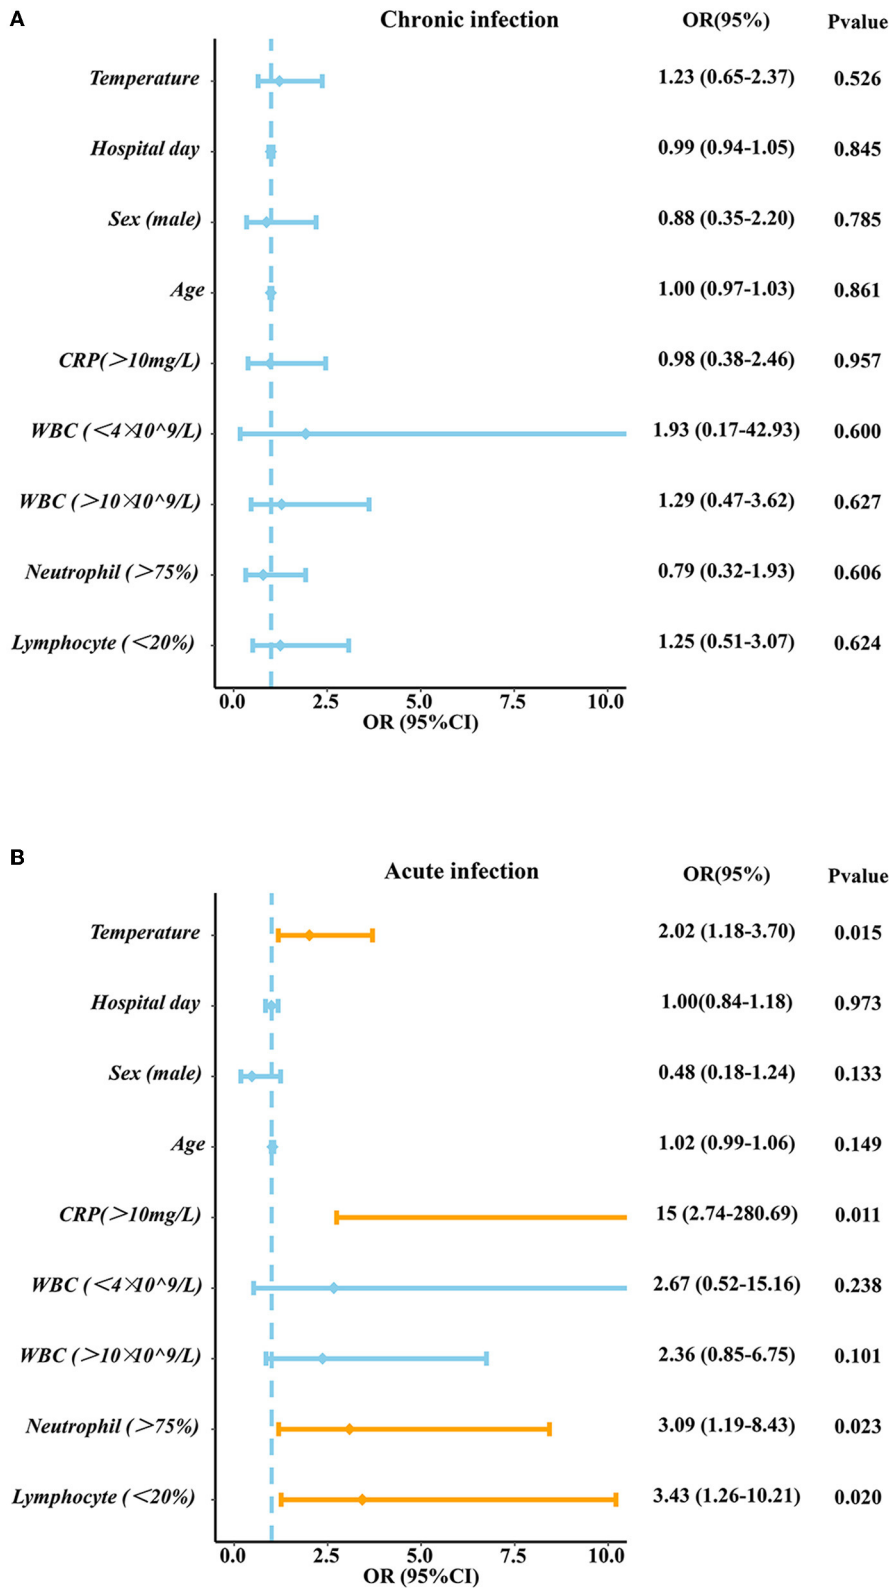 A
Chronic infection OR(95%) Pvalue
Temperature 1.23 (0.65-2.37) 0.526
Hospital day 0.99 (0.94-1.05) 0.845
Sex (male) 0.88 (0.35-2.20) 0.785
Age 1.00 (0.97-1.03) 0.861
CRP(＞10mg/L) 0.98 (0.38-2.46) 0.957
WBC (＜4×10^9/L) 1.93 (0.17-42.93) 0.600
WBC (＞10×10^9/L) 1.29 (0.47-3.62) 0.627
Neutrophil (＞75%) 0.79 (0.32-1.93) 0.606
Lymphocyte (＜20%) 1.25 (0.51-3.07) 0.624
0.0 2.5 5.0 7.5 10.0
OR (95%CI)
B
Acute infection OR(95%) Pvalue
Temperature 2.02 (1.18-3.70) 0.015
Hospital day 1.00(0.84-1.18) 0.973
Sex (male) 0.48 (0.18-1.24) 0.133
Age 1.02 (0.99-1.06) 0.149
CRP(＞10mg/L) 15 (2.74-280.69) 0.011
WBC (＜4×10^9/L) 2.67 (0.52-15.16) 0.238
WBC (＞10×10^9/L) 2.36 (0.85-6.75) 0.101
Neutrophil (＞75%) 3.09 (1.19-8.43) 0.023
Lymphocyte (＜20%) 3.43 (1.26-10.21) 0.020
0.0 2.5 5.0 7.5 10.0
OR (95%CI)